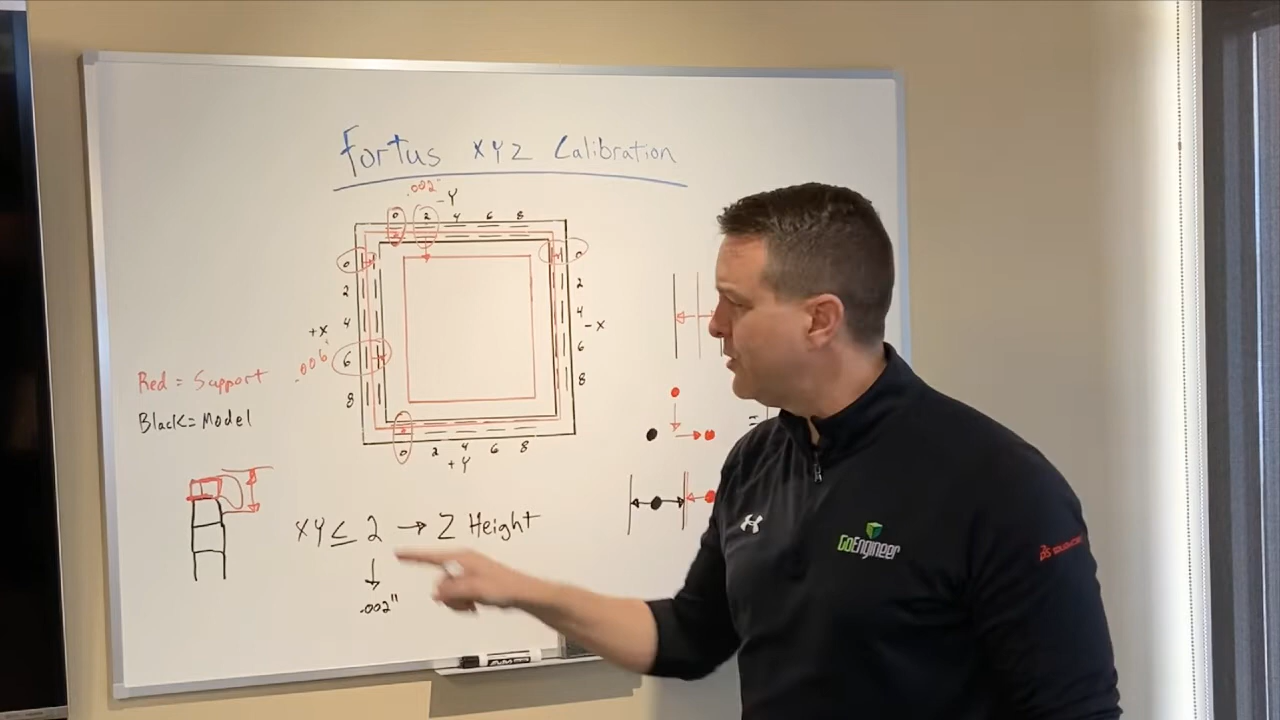 Fortus XYZ Calibration
.002"
-Y
0 2 4 6 8
0
2
4
6
8
+X
.006"
0
2
4
6
8
-X
0 2 4 6 8
+Y
Red = Support
Black = Model
XY ≤ 2 → Z Height
.002"
GoEngineer
SOLIDWORKS